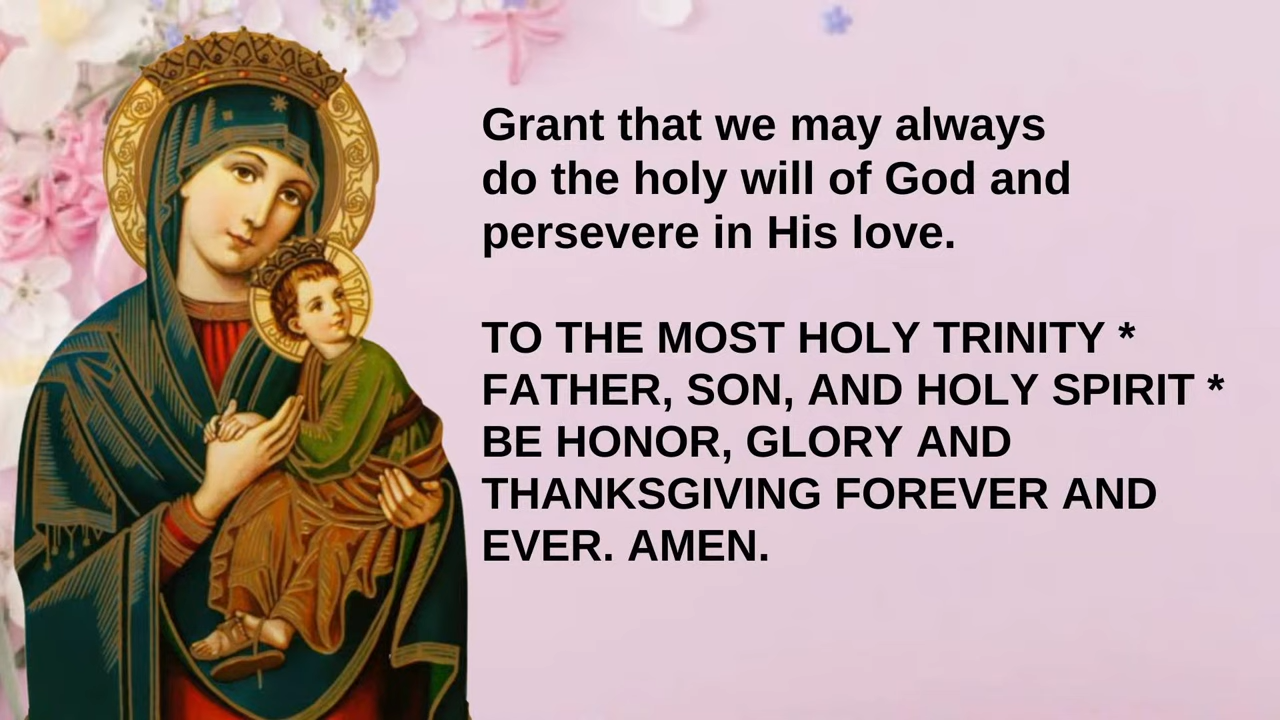 Grant that we may always
do the holy will of God and
persevere in His love.
TO THE MOST HOLY TRINITY *
FATHER, SON, AND HOLY SPIRIT *
BE HONOR, GLORY AND
THANKSGIVING FOREVER AND
EVER. AMEN.